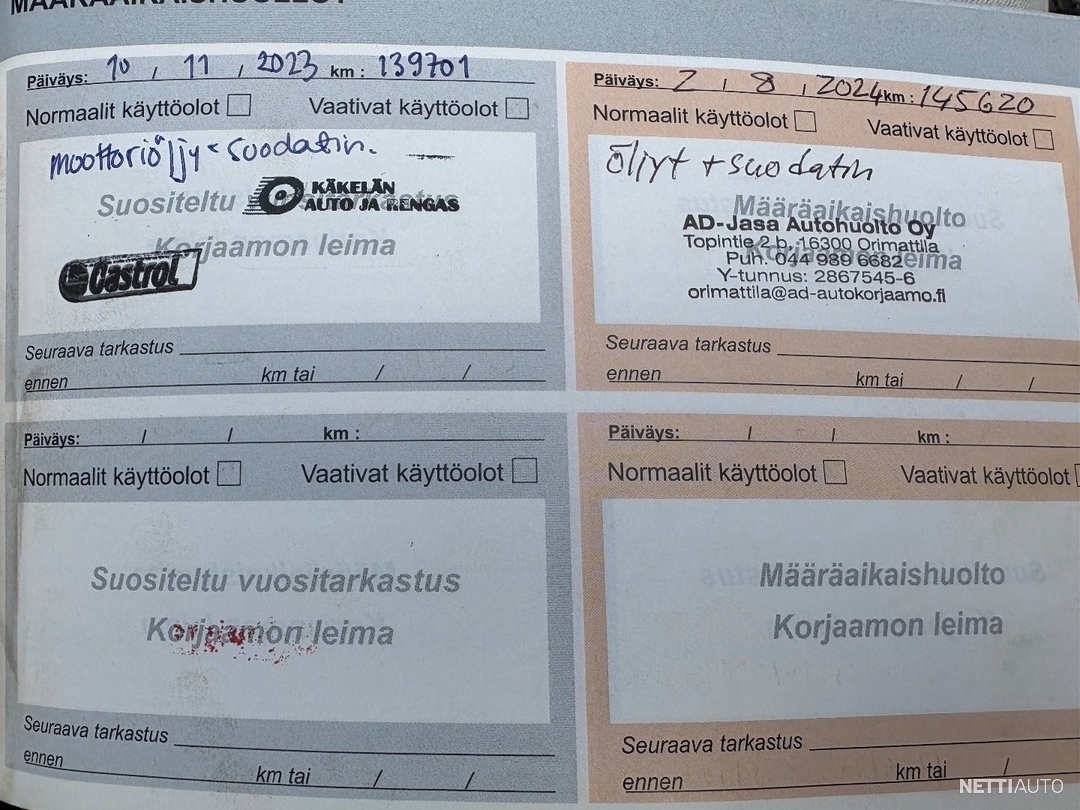 MÄÄRÄAIKAISHUOLLOT
Päiväys: 10 / 11 / 2023 km : 139701
Normaalit käyttöolot Vaativat käyttöolot
moottoriöljy + suodatin.
KÄKELÄN
AUTO JA RENGAS
Suositeltu vuositarkastus
Korjaamon leima
Castrol
Seuraava tarkastus
ennen km tai / /
Päiväys: 2 / 8 / 2024 km : 145620
Normaalit käyttöolot Vaativat käyttöolot
öljyt + suodatin
Määräaikaishuolto
AD-Jasa Autohuolto Oy
Topintie 2 b, 16300 Orimattila
Korjaamon leima
Puh. 044 989 6682
Y-tunnus: 2867545-6
orimattila@ad-autokorjaamo.fi
Seuraava tarkastus
ennen km tai / /
Päiväys: / / km :
Normaalit käyttöolot Vaativat käyttöolot
Suositeltu vuositarkastus
Korjaamon leima
Seuraava tarkastus
ennen km tai / /
Päiväys: / / km :
Normaalit käyttöolot Vaativat käyttöolot
Määräaikaishuolto
Korjaamon leima
Seuraava tarkastus
ennen km tai /
NETTIAUTO